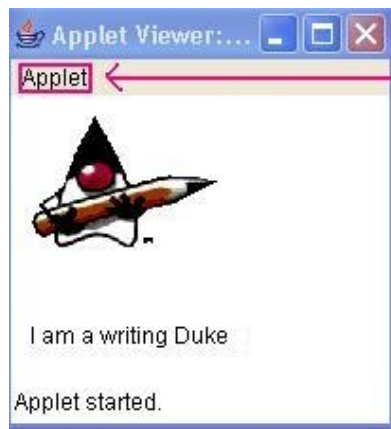 Applet Viewer:...
Applet
I am a writing Duke
Applet started.